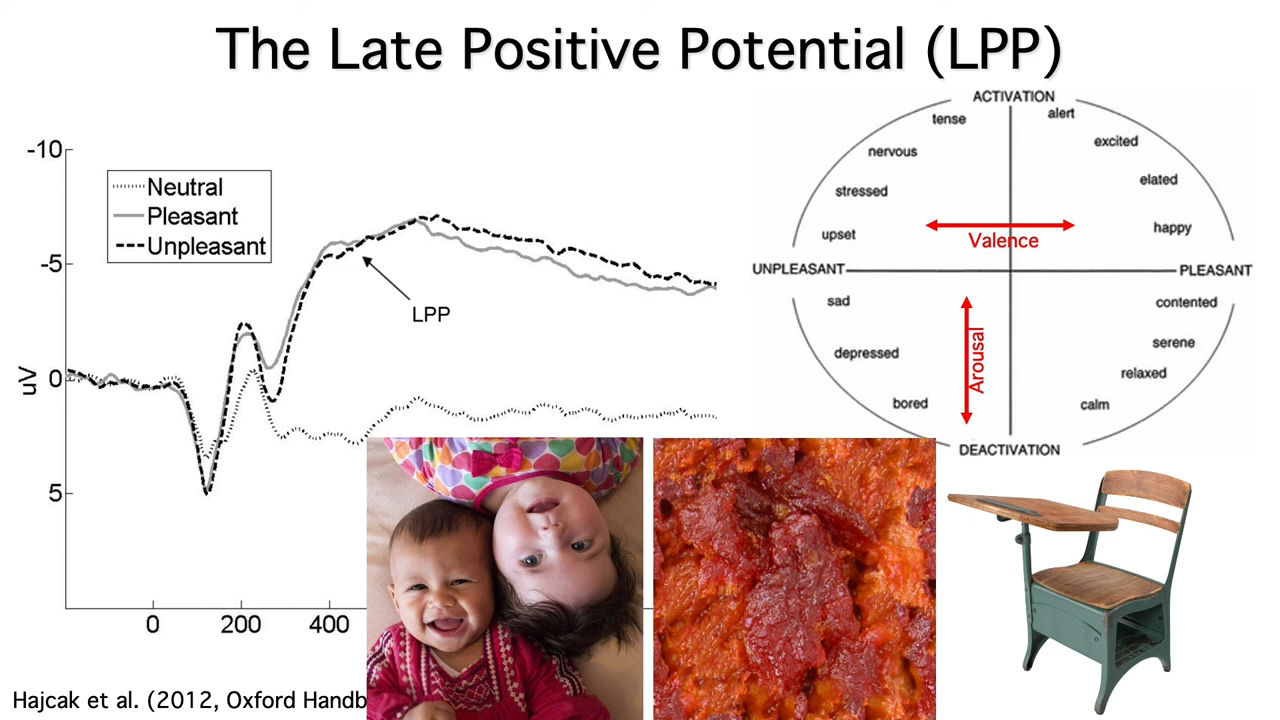 The Late Positive Potential (LPP)
-10
-5
0
5
uV
Neutral
Pleasant
Unpleasant
LPP
0
200
400
ACTIVATION
tense
alert
nervous
excited
stressed
elated
upset
happy
Valence
UNPLEASANT
PLEASANT
sad
contented
Arousal
serene
depressed
relaxed
bored
calm
DEACTIVATION
Hajcak et al. (2012, Oxford Handb